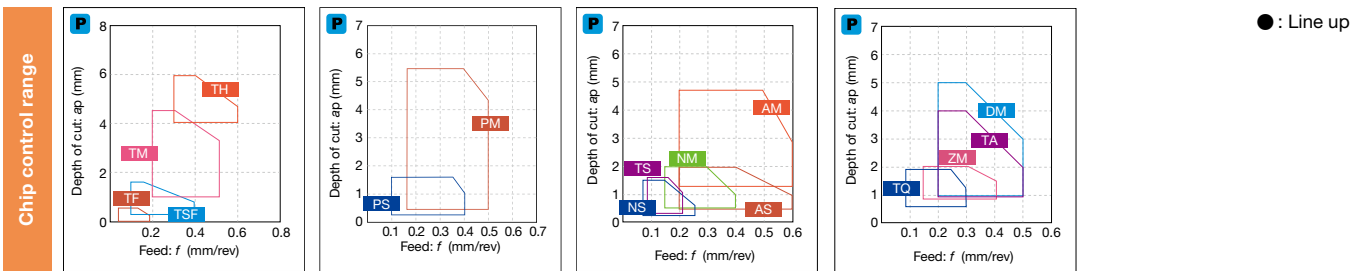 Chip control range
P
Depth of cut: ap (mm)
8
6
4
2
0
TH
TM
TF
TSF
0.2
0.4
0.6
0.8
Feed: f (mm/rev)
P
Depth of cut: ap (mm)
7
6
5
4
3
2
1
0
PM
PS
0.1
0.2
0.3
0.4
0.5
0.6
0.7
Feed: f (mm/rev)
P
Depth of cut: ap (mm)
7
6
5
4
3
2
1
0
AM
NM
TS
NS
AS
0.1
0.2
0.3
0.4
0.5
0.6
Feed: f (mm/rev)
P
Depth of cut: ap (mm)
7
6
5
4
3
2
1
0
DM
TA
ZM
TQ
0.1
0.2
0.3
0.4
0.5
0.6
Feed: f (mm/rev)
● : Line up